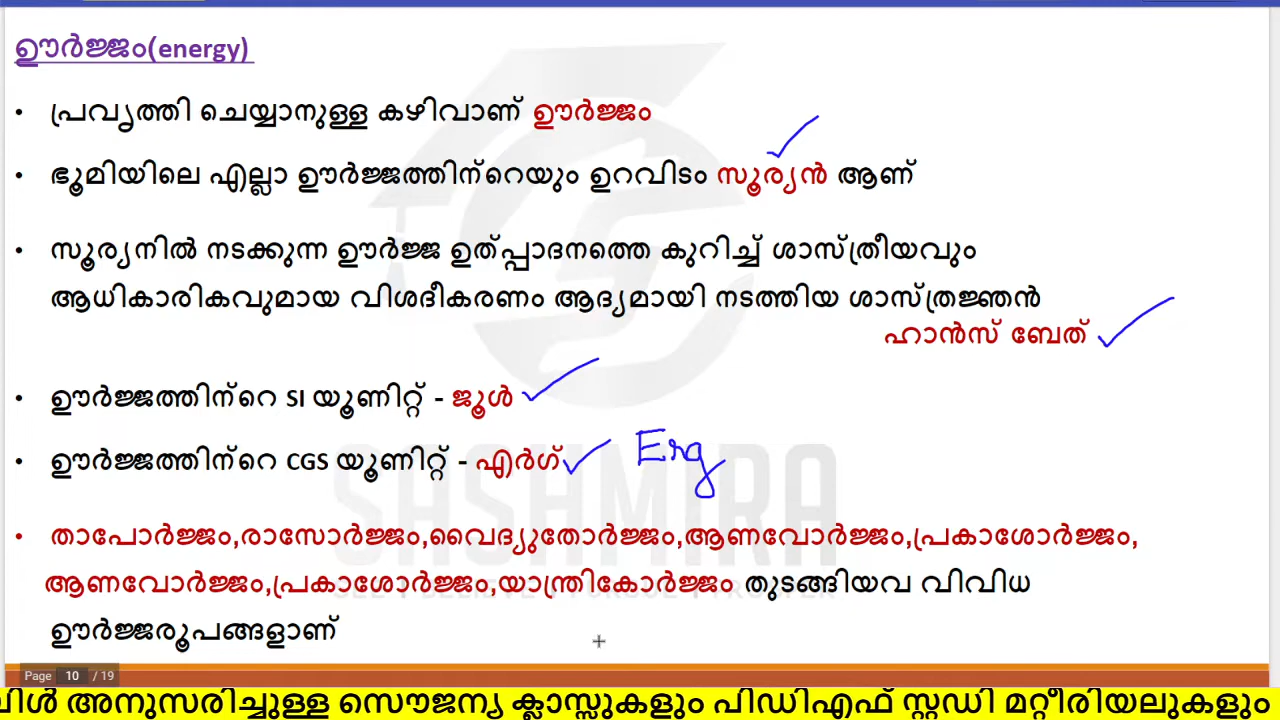 ഊർജ്ജം(energy)
• പ്രവൃത്തി ചെയ്യാനുള്ള കഴിവാണ് ഊർജ്ജം
• ഭൂമിയിലെ എല്ലാ ഊർജ്ജത്തിന്റെയും ഉറവിടം സൂര്യൻ ആണ്
• സൂര്യനിൽ നടക്കുന്ന ഊർജ്ജ ഉത്പ്പാദനത്തെ കുറിച്ച് ശാസ്ത്രീയവും
ആധികാരികവുമായ വിശദീകരണം ആദ്യമായി നടത്തിയ ശാസ്ത്രജ്ഞൻ
ഹാൻസ് ബേത്
• ഊർജ്ജത്തിന്റെ SI യൂണിറ്റ് - ജൂൾ
• ഊർജ്ജത്തിന്റെ CGS യൂണിറ്റ് - എർഗ് Erg
• താപോർജ്ജം,രാസോർജ്ജം,വൈദ്യുതോർജ്ജം,ആണവോർജ്ജം,പ്രകാശോർജ്ജം,
ആണവോർജ്ജം,പ്രകാശോർജ്ജം,യാന്ത്രികോർജ്ജം തുടങ്ങിയവ വിവിധ
ഊർജ്ജരൂപങ്ങളാണ്
SASHMIRA
Page 10 / 19
അനുസരിച്ചുള്ള സൌജന്യ ക്ലാസ്സുകളും പിഡിഎഫ് സ്റ്റഡി മറ്റീരിയലുകളും